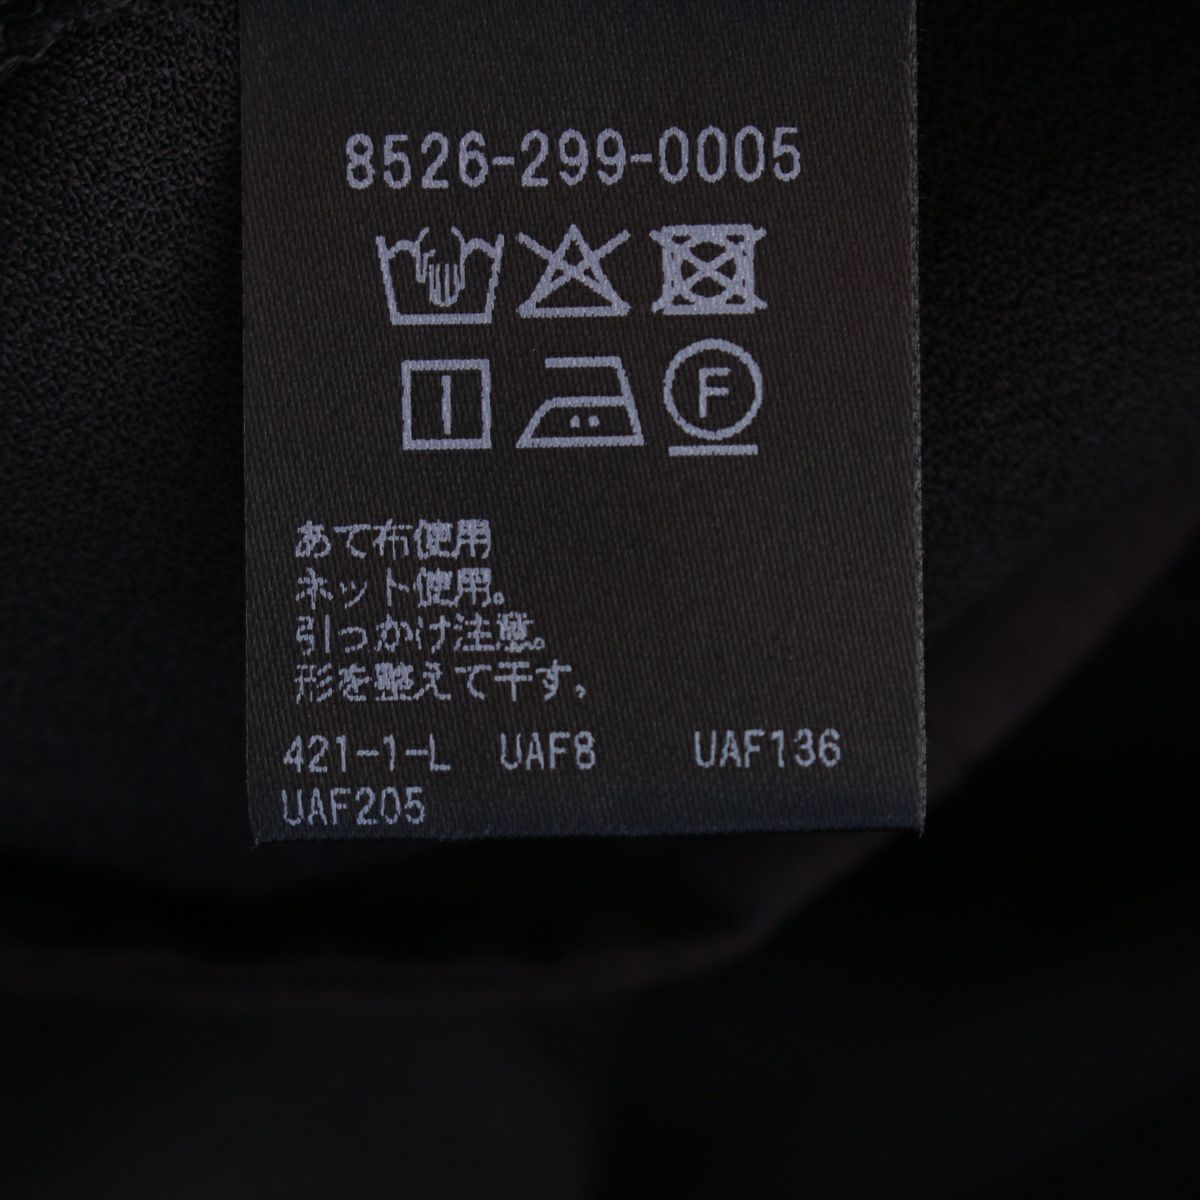 8526-299-0005
F
あて布使用
ネット使用。
引っかけ注意。
形を整えて干す。
421-1-L UAF8 UAF136
UAF205